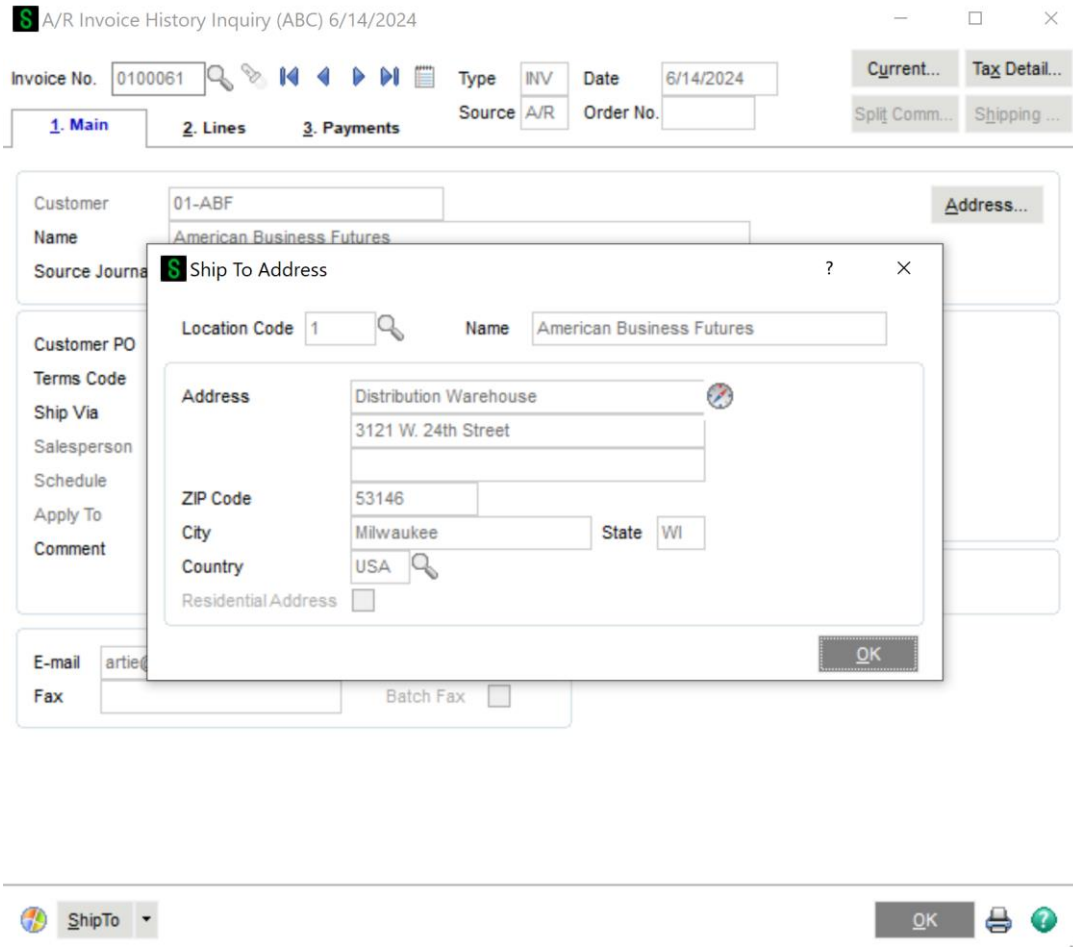 A/R Invoice History Inquiry (ABC) 6/14/2024
Invoice No. 0100061 Type INV Date 6/14/2024 Current... Tax Detail...
Source A/R Order No. Split Comm... Shipping ...
1. Main 2. Lines 3. Payments
Customer 01-ABF Address...
Name American Business Futures
Source Journa
Ship To Address
Location Code 1 Name American Business Futures
Customer PO
Terms Code
Ship Via
Salesperson
Schedule
Apply To
Comment
Address Distribution Warehouse
3121 W. 24th Street
ZIP Code 53146
City Milwaukee State WI
Country USA
Residential Address
OK
E-mail artie@
Fax Batch Fax
ShipTo OK